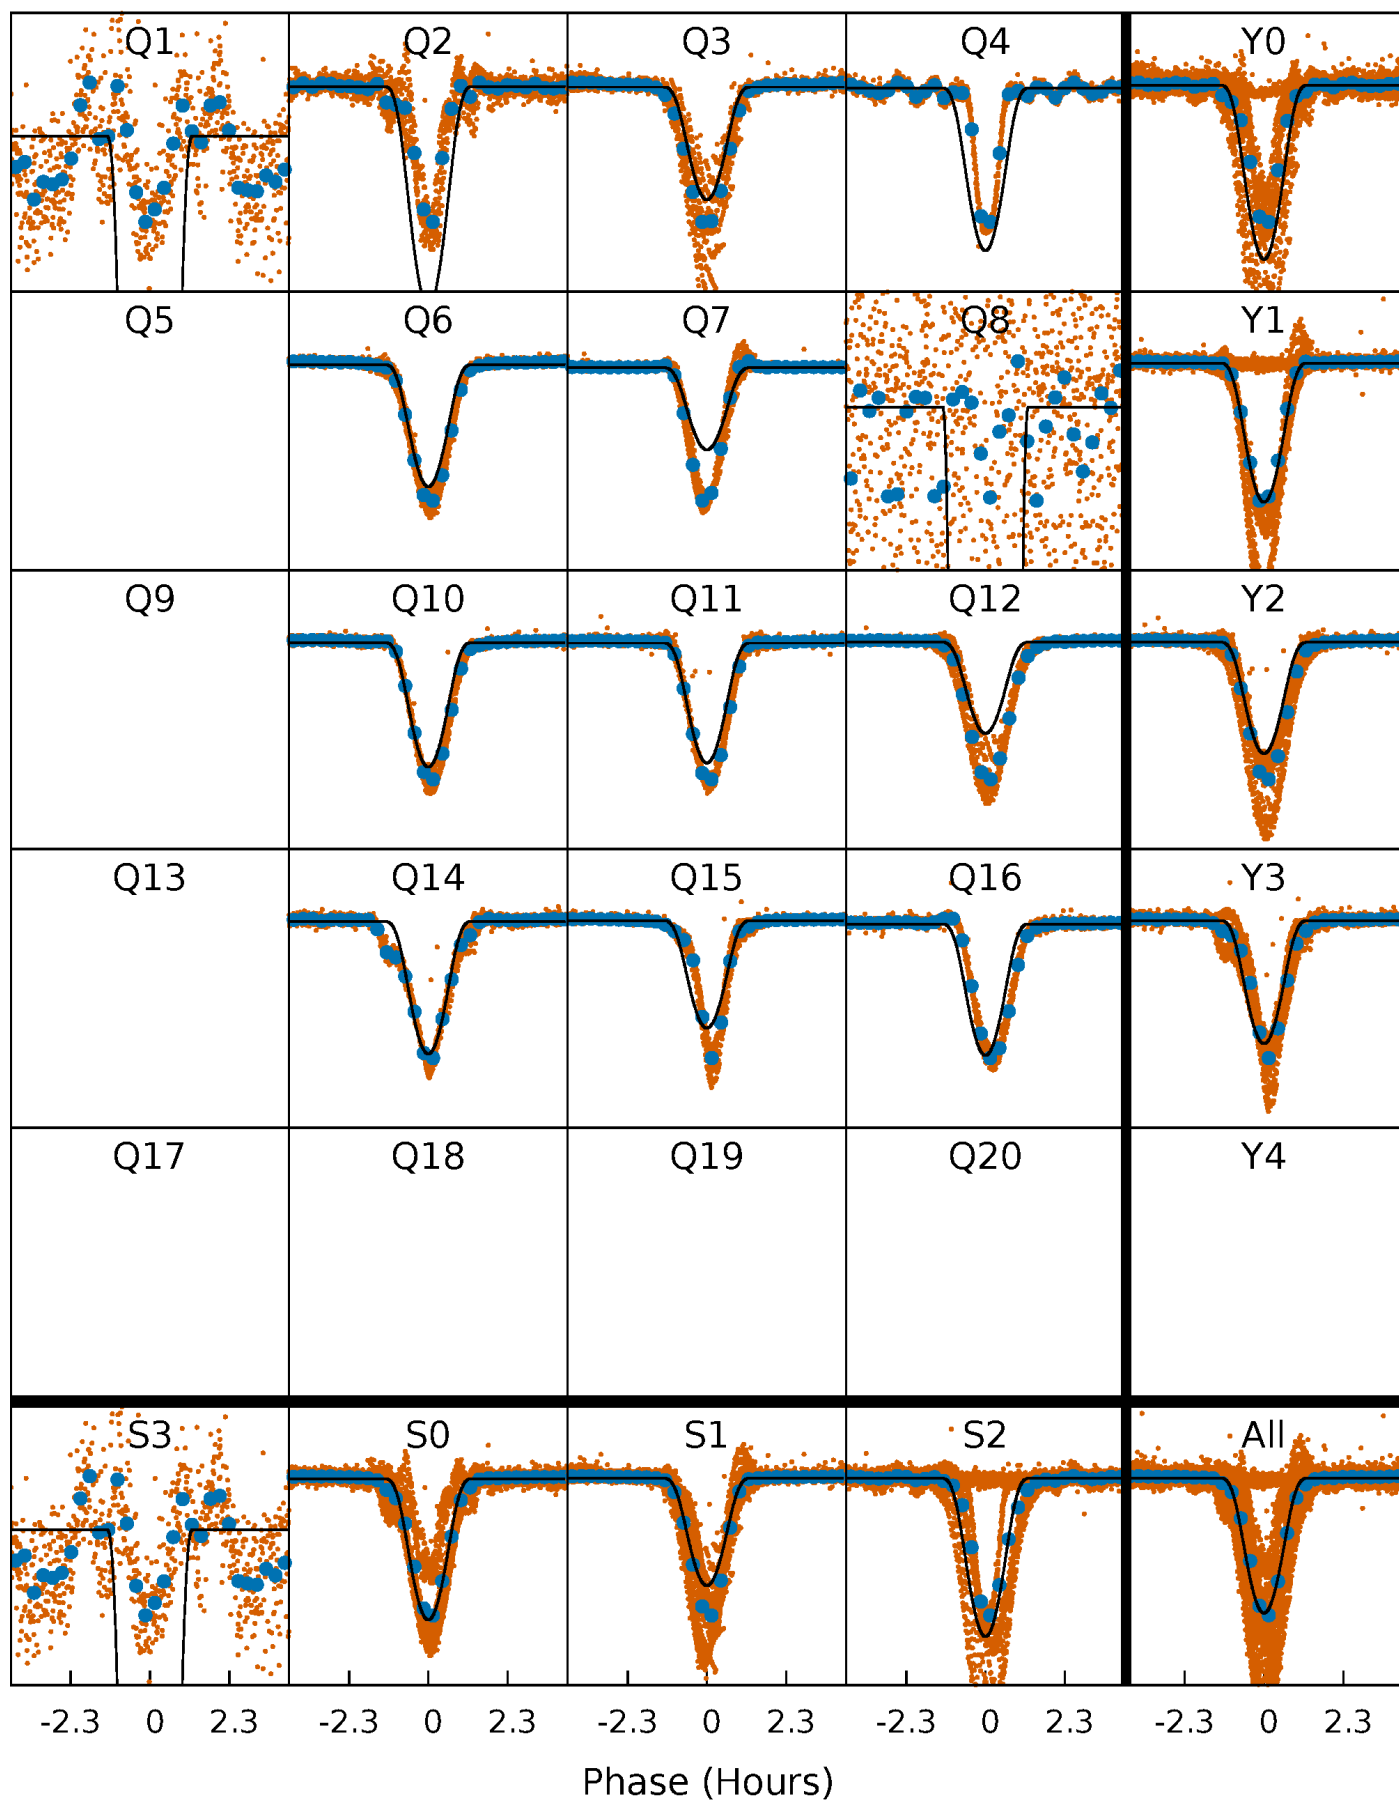 Q1 Q2 Q3 Q4 Y0
Q5 Q6 Q7 Q8 Y1
Q9 Q10 Q11 Q12 Y2
Q13 Q14 Q15 Q16 Y3
Q17 Q18 Q19 Q20 Y4
S3 S0 S1 S2 All
-2.3 0 2.3 -2.3 0 2.3 -2.3 0 2.3 -2.3 0 2.3 -2.3 0 2.3
Phase (Hours)